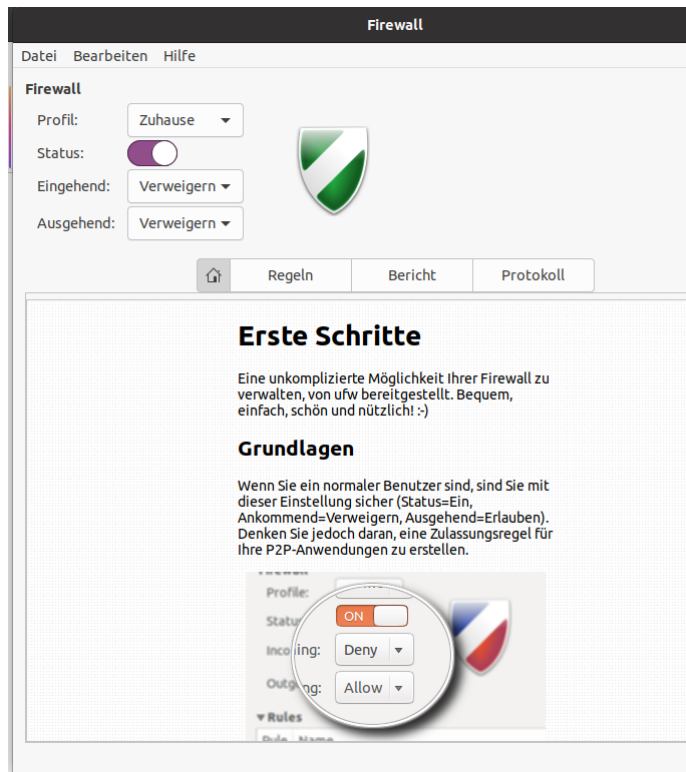 Firewall
Datei Bearbeiten Hilfe
Firewall
Profil: Zuhause
Status:
Eingehend: Verweigern
Ausgehend: Verweigern
Regeln Bericht Protokoll
Erste Schritte
Eine unkomplizierte Möglichkeit Ihrer Firewall zu
verwalten, von ufw bereitgestellt. Bequem,
einfach, schön und nützlich! :-)
Grundlagen
Wenn Sie ein normaler Benutzer sind, sind Sie mit
dieser Einstellung sicher (Status=Ein,
Ankommend=Verweigern, Ausgehend=Erlauben).
Denken Sie jedoch daran, eine Zulassungsregel für
Ihre P2P-Anwendungen zu erstellen.
Profile:
ON
Deny
Allow
Rules
Rule Name